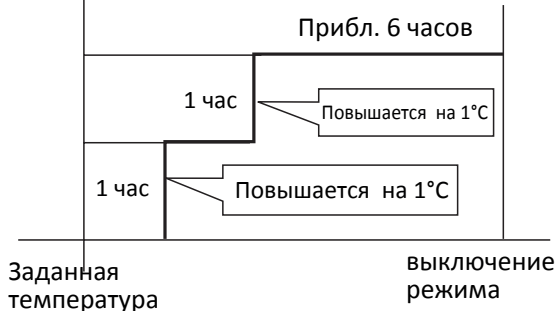 Прибл. 6 часов
1 час
Повышается на 1°C
1 час
Повышается на 1°C
Заданная
температура
выключение
режима